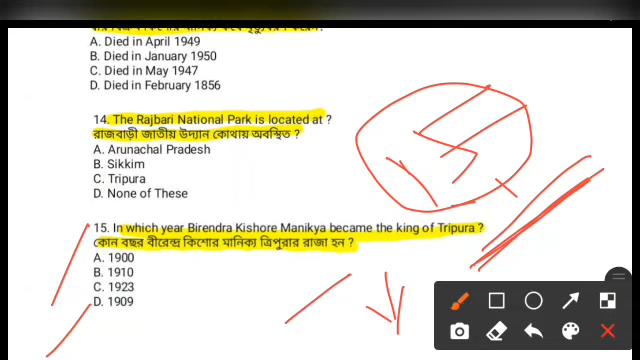 A. Died in April 1949
B. Died in January 1950
C. Died in May 1947
D. Died in February 1856
14. The Rajbari National Park is located at ?
রাজবাড়ী জাতীয় উদ্যান কোথায় অবস্থিত ?
A. Arunachal Pradesh
B. Sikkim
C. Tripura
D. None of These
15. In which year Birendra Kishore Manikya became the king of Tripura ?
কোন বছর বীরেন্দ্র কিশোর মানিক্য ত্রিপুরার রাজা হন ?
A. 1900
B. 1910
C. 1923
D. 1909